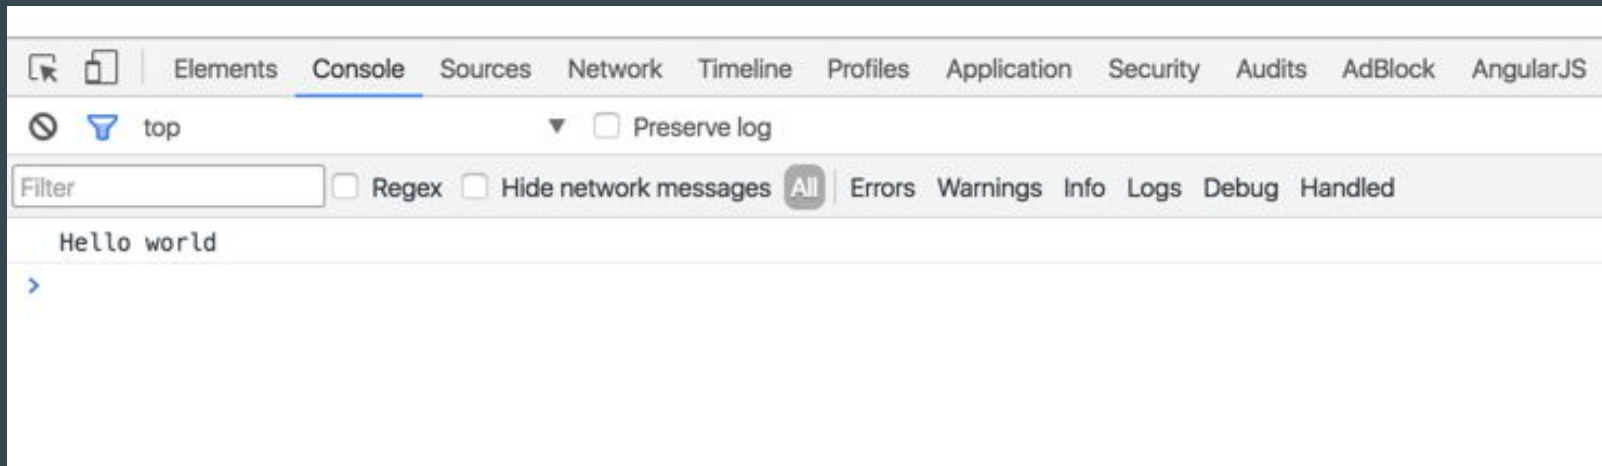 Elements Console Sources Network Timeline Profiles Application Security Audits AdBlock AngularJS
top Preserve log
Filter Regex Hide network messages All Errors Warnings Info Logs Debug Handled
Hello world